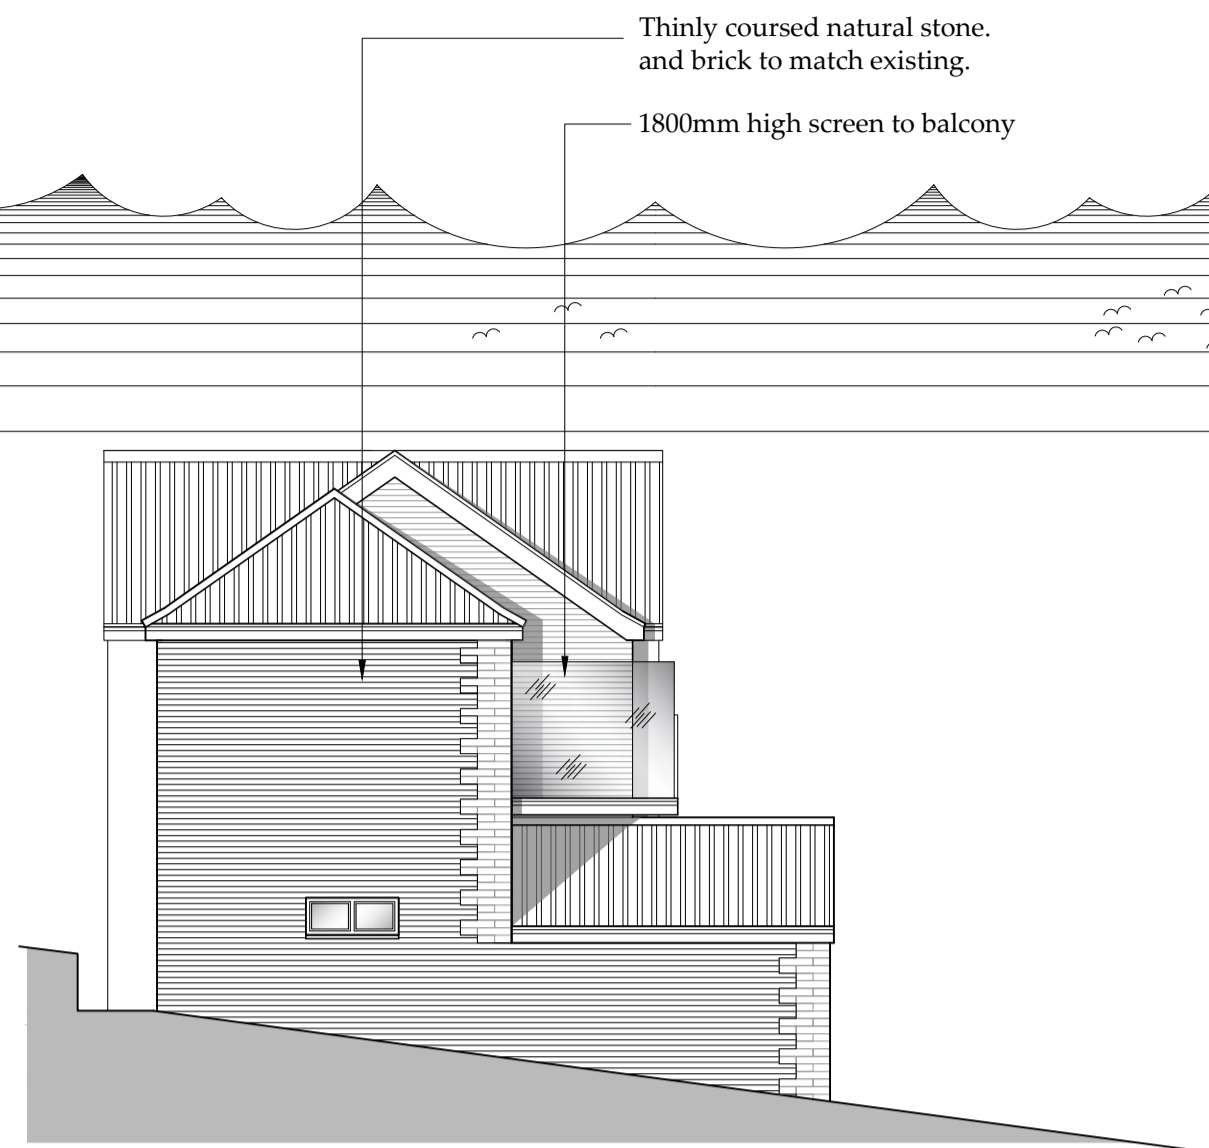 Thinly coursed natural stone.
and brick to match existing.
1800mm high screen to balcony